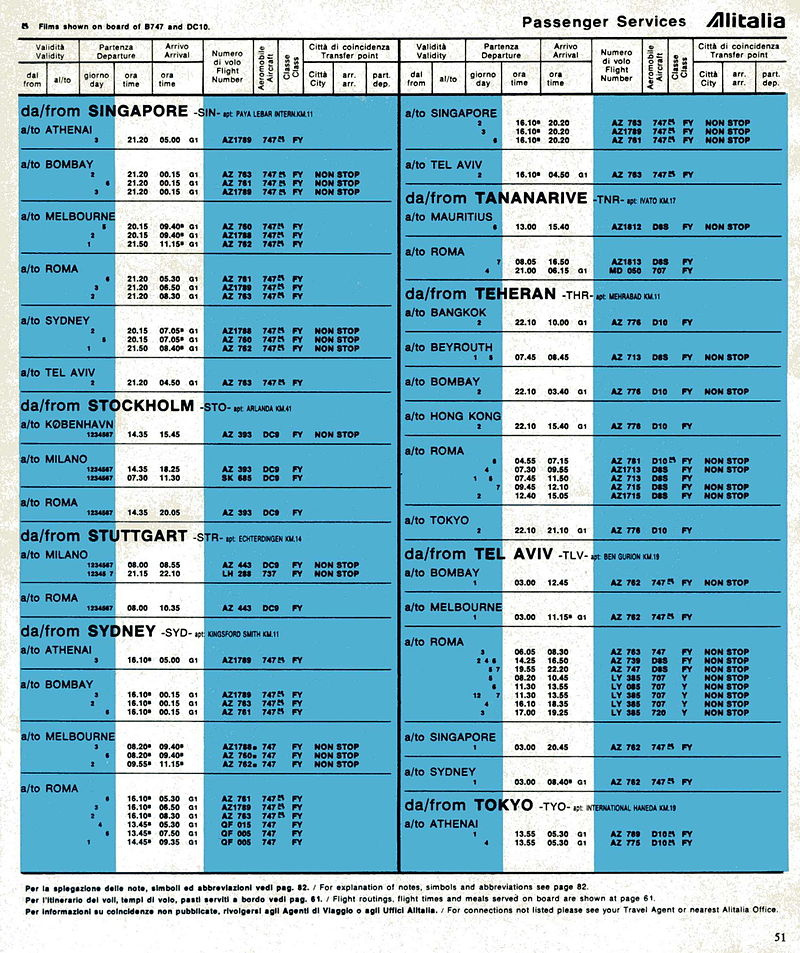 Films shown on board of B747 and DC10.
Passenger Services Alitalia
Validità Validity
Partenza Departure
Arrivo Arrival
Numero di volo Flight Number
Aeromobile Aircraft
Classe Class
Città di coincidenza Transfer point
dal from
al/to
giorno day
ora time
ora time
Città City
arr. arr.
part. dep.
da/from SINGAPORE -SIN- apt: PAYA LEBAR INTERN.KM.11
a/to ATHENAI
3 21.20 05.00 G1 AZ1789 747 FY
a/to BOMBAY
2 21.20 00.15 G1 AZ 763 747 FY NON STOP
6 21.20 00.15 G1 AZ 761 747 FY NON STOP
3 21.20 00.15 G1 AZ1789 747 FY NON STOP
a/to MELBOURNE
5 20.15 09.40 G1 AZ 760 747 FY
2 20.15 09.40 G1 AZ1788 747 FY
1 21.50 11.15 G1 AZ 762 747 FY
a/to ROMA
6 21.20 05.30 G1 AZ 761 747 FY
3 21.20 06.50 G1 AZ1789 747 FY
2 21.20 08.30 G1 AZ 763 747 FY
a/to SYDNEY
2 20.15 07.05 G1 AZ1788 747 FY NON STOP
5 20.15 07.05 G1 AZ 760 747 FY NON STOP
1 21.50 08.40 G1 AZ 762 747 FY NON STOP
a/to TEL AVIV
2 21.20 04.50 G1 AZ 763 747 FY
da/from STOCKHOLM -STO- apt: ARLANDA KM.41
a/to KØBENHAVN
1234567 14.35 15.45 AZ 393 DC9 FY NON STOP
a/to MILANO
1234567 14.35 18.25 AZ 393 DC9 FY
1234567 07.30 11.30 SK 685 DC9 FY
a/to ROMA
1234567 14.35 20.05 AZ 393 DC9 FY
da/from STUTTGART -STR- apt: ECHTERDINGEN KM.14
a/to MILANO
1234567 08.00 08.55 AZ 443 DC9 FY NON STOP
12345 7 21.15 22.10 LH 288 737 FY NON STOP
a/to ROMA
1234567 08.00 10.35 AZ 443 DC9 FY
da/from SYDNEY -SYD- apt: KINGSFORD SMITH KM.11
a/to ATHENAI
3 16.10 05.00 G1 AZ1789 747 FY
a/to BOMBAY
3 16.10 00.15 G1 AZ1789 747 FY
2 16.10 00.15 G1 AZ 763 747 FY
6 16.10 00.15 G1 AZ 761 747 FY
a/to MELBOURNE
3 08.20 09.40 AZ1788 747 FY NON STOP
6 08.20 09.40 AZ 760 747 FY NON STOP
2 09.55 11.15 AZ 762 747 FY NON STOP
a/to ROMA
6 16.10 05.30 G1 AZ 761 747 FY
3 16.10 06.50 G1 AZ1789 747 FY
2 16.10 08.30 G1 AZ 763 747 FY
4 13.45 05.30 G1 QF 015 747 FY
6 13.45 07.50 G1 QF 005 747 FY
1 14.45 09.35 G1 QF 005 747 FY
Validità Validity
Partenza Departure
Arrivo Arrival
Numero di volo Flight Number
Aeromobile Aircraft
Classe Class
Città di coincidenza Transfer point
dal from
al/to
giorno day
ora time
ora time
Città City
arr. arr.
part. dep.
a/to SINGAPORE
2 16.10 20.20 AZ 763 747 FY NON STOP
3 16.10 20.20 AZ1789 747 FY NON STOP
6 16.10 20.20 AZ 761 747 FY NON STOP
a/to TEL AVIV
2 16.10 04.50 G1 AZ 763 747 FY
da/from TANANARIVE -TNR- apt: IVATO KM.17
a/to MAURITIUS
6 13.00 15.40 AZ1812 D8S FY NON STOP
a/to ROMA
7 08.05 16.50 AZ1813 D8S FY
4 21.00 06.15 G1 MD 050 707 FY
da/from TEHERAN -THR- apt: MEHRABAD KM.11
a/to BANGKOK
2 22.10 10.00 G1 AZ 776 D10 FY
a/to BEYROUTH
1 5 07.45 08.45 AZ 713 D8S FY NON STOP
a/to BOMBAY
2 22.10 03.40 G1 AZ 776 D10 FY NON STOP
a/to HONG KONG
2 22.10 15.40 G1 AZ 776 D10 FY
a/to ROMA
6 04.55 07.15 AZ 781 D10 FY NON STOP
4 07.30 09.55 AZ1713 D8S FY NON STOP
1 5 07.45 11.50 AZ 713 D8S FY
7 09.45 12.10 AZ 715 D8S FY NON STOP
2 12.40 15.05 AZ1715 D8S FY NON STOP
a/to TOKYO
2 22.10 21.10 G1 AZ 776 D10 FY
da/from TEL AVIV -TLV- apt: BEN GURION KM.19
a/to BOMBAY
1 03.00 12.45 AZ 762 747 FY NON STOP
a/to MELBOURNE
1 03.00 11.15 G1 AZ 762 747 FY
a/to ROMA
3 06.05 08.30 AZ 763 747 FY NON STOP
2 4 6 14.25 16.50 AZ 739 D8S FY NON STOP
5 7 19.55 22.20 AZ 747 D8S FY NON STOP
5 08.20 10.45 LY 385 707 Y NON STOP
6 11.30 13.55 LY 085 707 Y NON STOP
12 7 11.30 13.55 LY 385 707 Y NON STOP
4 16.10 18.35 LY 385 707 Y NON STOP
3 17.00 19.25 LY 385 720 Y NON STOP
a/to SINGAPORE
1 03.00 20.45 AZ 762 747 FY
a/to SYDNEY
1 03.00 08.40 G1 AZ 762 747 FY
da/from TOKYO -TYO- apt: INTERNATIONAL HANEDA KM.19
a/to ATHENAI
1 13.55 05.30 G1 AZ 789 D10 FY
4 13.55 05.30 G1 AZ 775 D10 FY
Per la spiegazione delle note, simboli ed abbreviazioni vedi pag. 82. / For explanation of notes, simbols and abbreviations see page 82.
Per l'itinerario dei voli, tempi di volo, pasti serviti a bordo vedi pag. 61. / Flight routings, flight times and meals served on board are shown at page 61.
Per informazioni su coincidenze non pubblicate, rivolgersi agli Agenti di Viaggio o agli Uffici Alitalia. / For connections not listed please see your Travel Agent or nearest Alitalia Office.
51